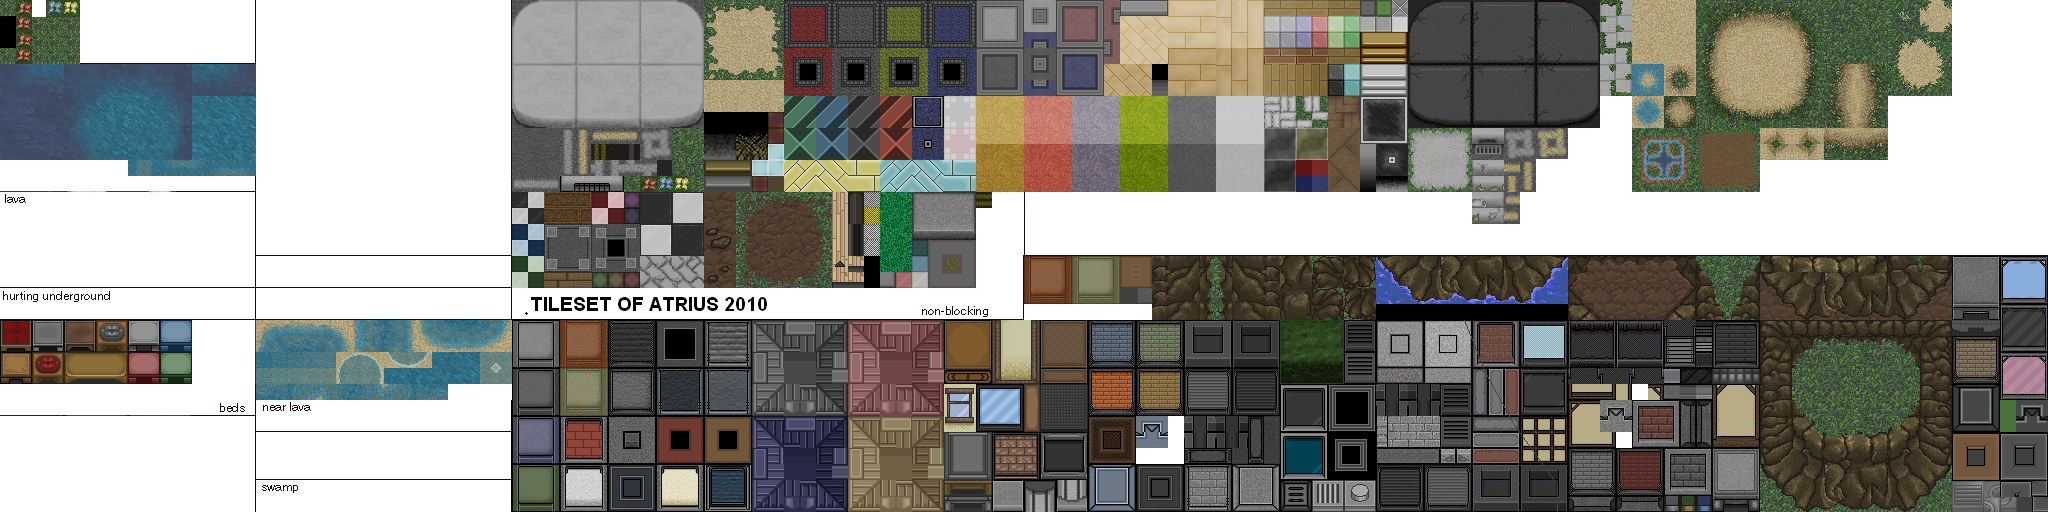 lava
hurting underground
.TILESET OF ATRIUS 2010
non-blocking
beds
near lava
swamp